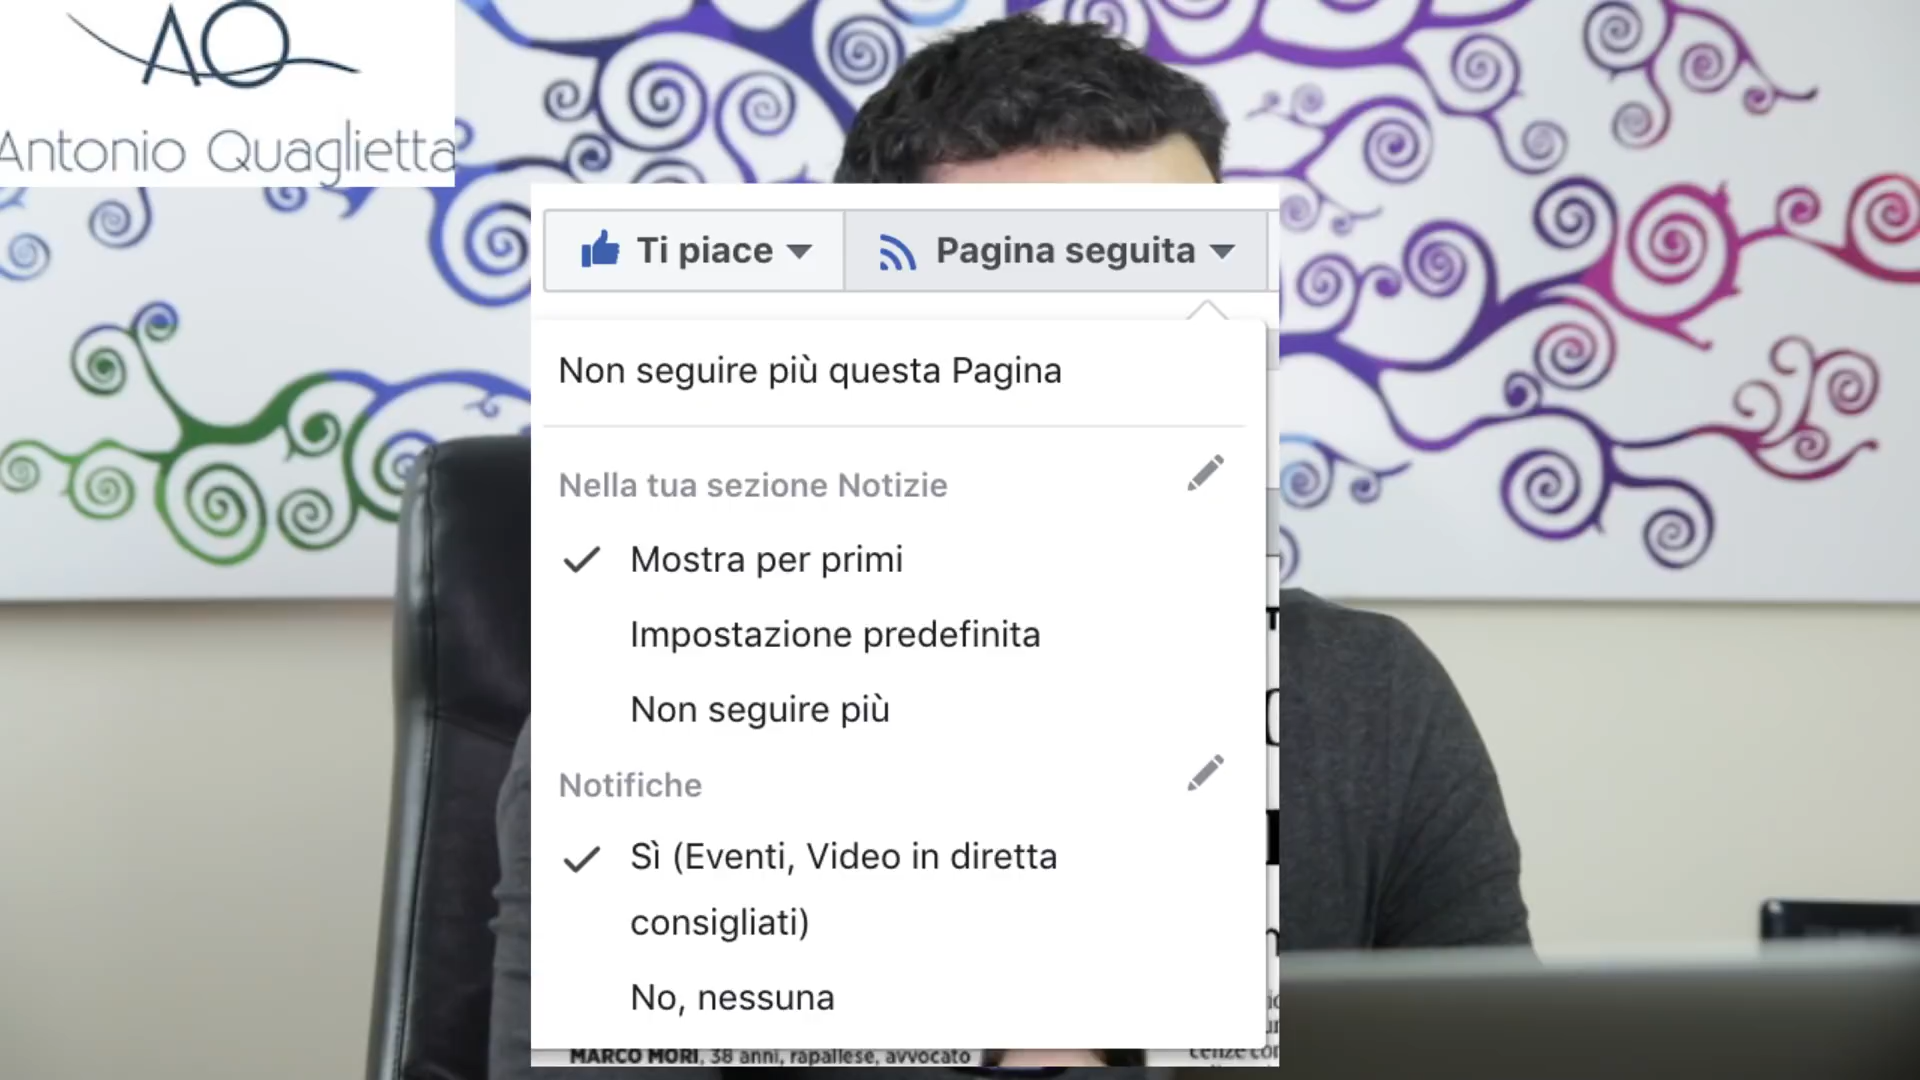 AQ
Antonio Quaglietta
Ti piace
Pagina seguita
Non seguire più questa Pagina
Nella tua sezione Notizie
Mostra per primi
Impostazione predefinita
Non seguire più
Notifiche
Sì (Eventi, Video in diretta
consigliati)
No, nessuna
MARCO MORI, 38 anni, rapallese, avvocato